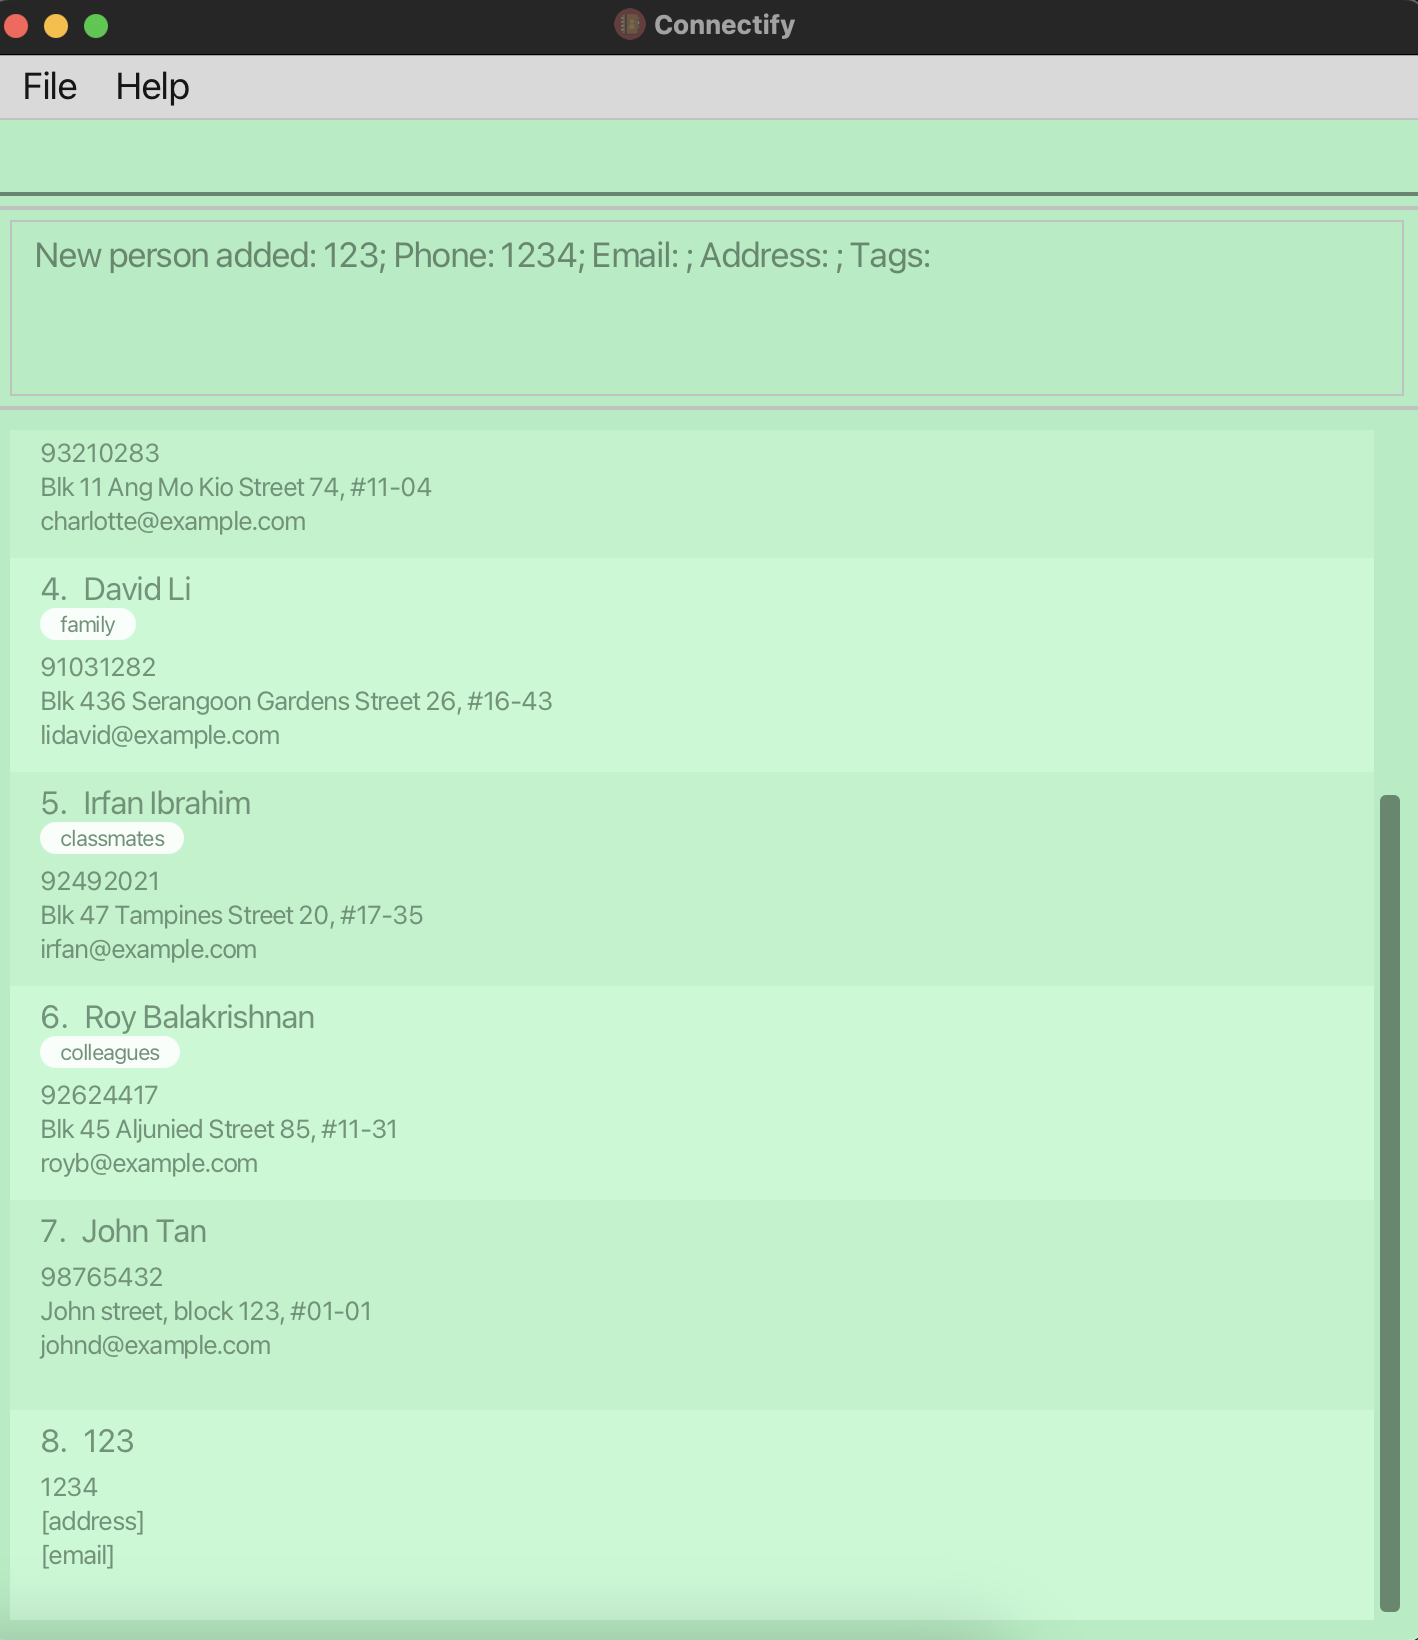 Connectify
File Help
New person added: 123; Phone: 1234; Email: ; Address: ; Tags:
93210283
Blk 11 Ang Mo Kio Street 74, #11-04
charlotte@example.com
4. David Li
family
91031282
Blk 436 Serangoon Gardens Street 26, #16-43
lidavid@example.com
5. Irfan Ibrahim
classmates
92492021
Blk 47 Tampines Street 20, #17-35
irfan@example.com
6. Roy Balakrishnan
colleagues
92624417
Blk 45 Aljunied Street 85, #11-31
royb@example.com
7. John Tan
98765432
John street, block 123, #01-01
johnd@example.com
8. 123
1234
[address]
[email]